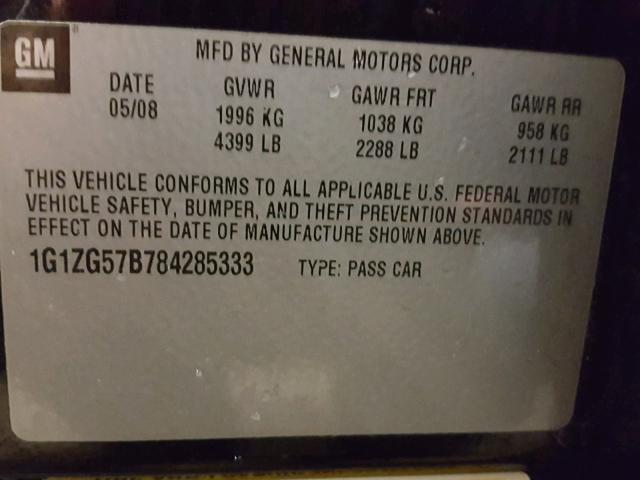 GM ®
MFD BY GENERAL MOTORS CORP.
DATE GVWR GAWR FRT GAWR RR
05/08 1996 KG 1038 KG 958 KG
4399 LB 2288 LB 2111 LB
THIS VEHICLE CONFORMS TO ALL APPLICABLE U.S. FEDERAL MOTOR
VEHICLE SAFETY, BUMPER, AND THEFT PREVENTION STANDARDS IN
EFFECT ON THE DATE OF MANUFACTURE SHOWN ABOVE.
1G1ZG57B784285333 TYPE: PASS CAR